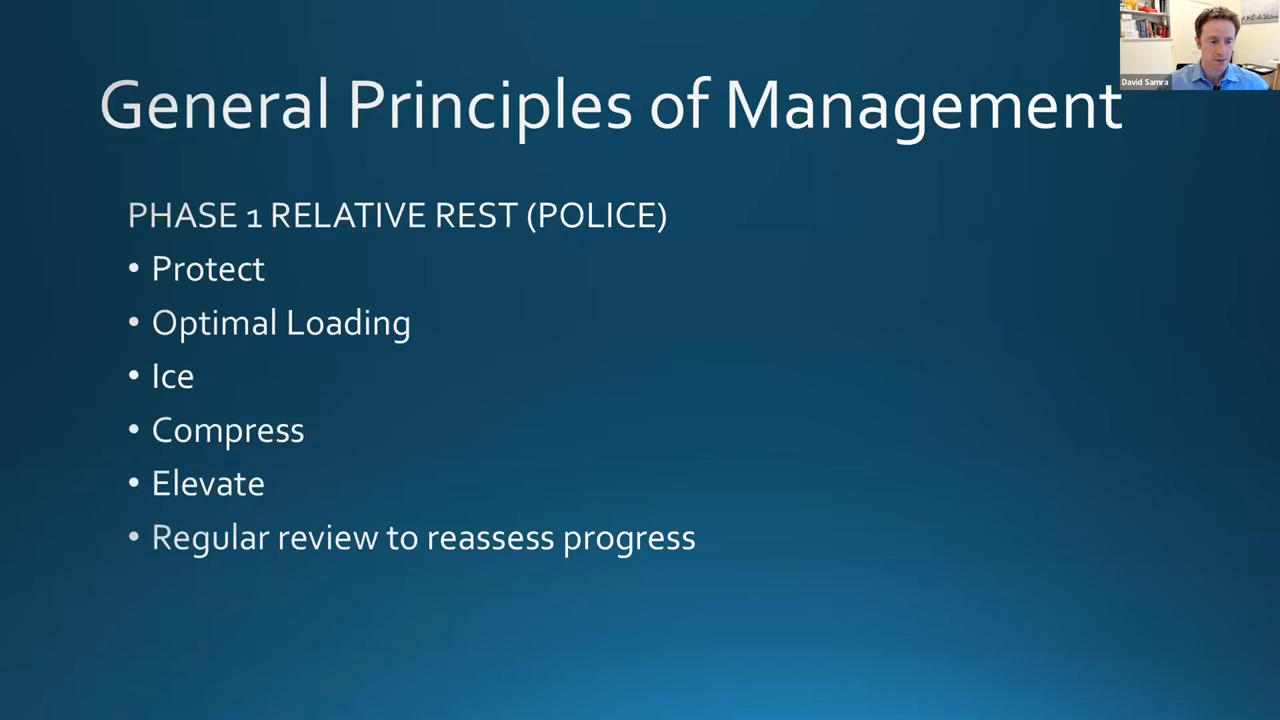 David Samra
General Principles of Management
PHASE 1 RELATIVE REST (POLICE)
• Protect
• Optimal Loading
• Ice
• Compress
• Elevate
• Regular review to reassess progress